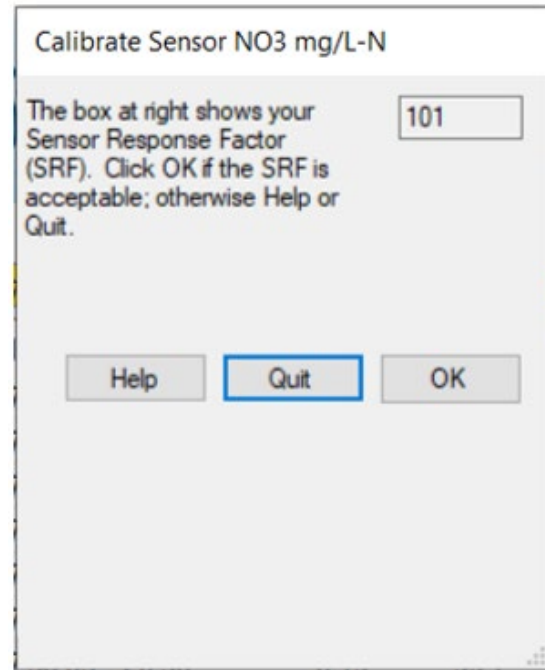 Calibrate Sensor NO3 mg/L-N
The box at right shows your
Sensor Response Factor
(SRF). Click OK if the SRF is
acceptable; otherwise Help or
Quit.
101
Help
Quit
OK